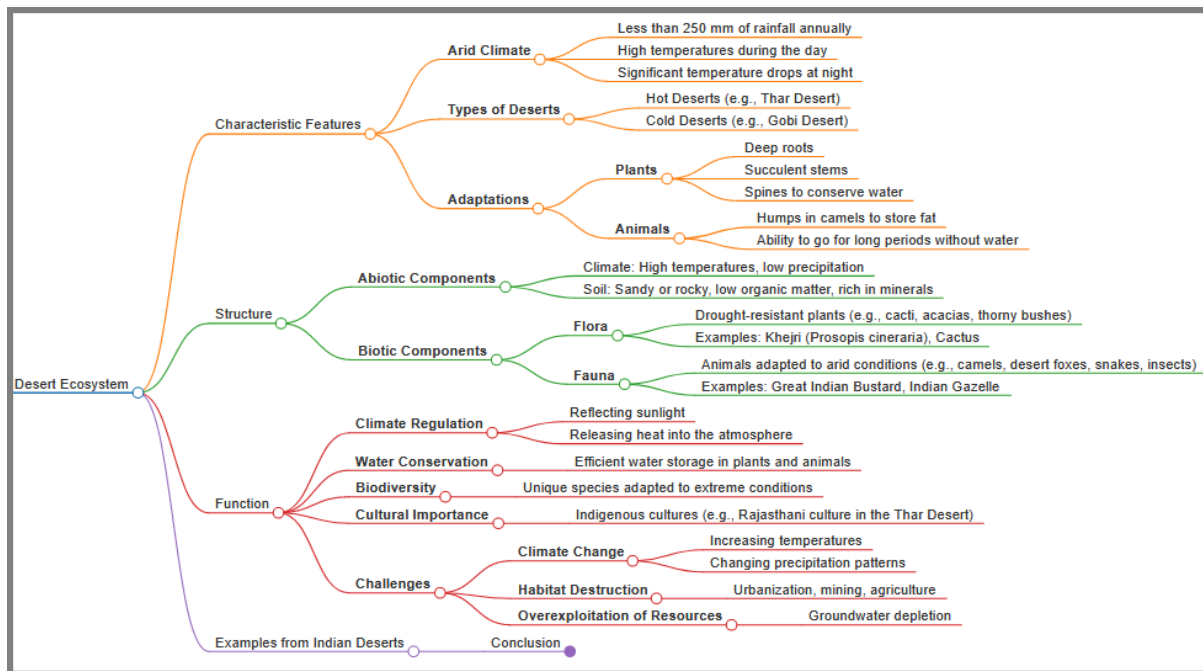 Desert Ecosystem
Characteristic Features
Arid Climate
Less than 250 mm of rainfall annually
High temperatures during the day
Significant temperature drops at night
Types of Deserts
Hot Deserts (e.g., Thar Desert)
Cold Deserts (e.g., Gobi Desert)
Adaptations
Plants
Deep roots
Succulent stems
Spines to conserve water
Animals
Humps in camels to store fat
Ability to go for long periods without water
Structure
Abiotic Components
Climate: High temperatures, low precipitation
Soil: Sandy or rocky, low organic matter, rich in minerals
Biotic Components
Flora
Drought-resistant plants (e.g., cacti, acacias, thorny bushes)
Examples: Khejri (Prosopis cineraria), Cactus
Fauna
Animals adapted to arid conditions (e.g., camels, desert foxes, snakes, insects)
Examples: Great Indian Bustard, Indian Gazelle
Function
Climate Regulation
Reflecting sunlight
Releasing heat into the atmosphere
Water Conservation
Efficient water storage in plants and animals
Biodiversity
Unique species adapted to extreme conditions
Cultural Importance
Indigenous cultures (e.g., Rajasthani culture in the Thar Desert)
Challenges
Climate Change
Increasing temperatures
Changing precipitation patterns
Habitat Destruction
Urbanization, mining, agriculture
Overexploitation of Resources
Groundwater depletion
Examples from Indian Deserts
Conclusion